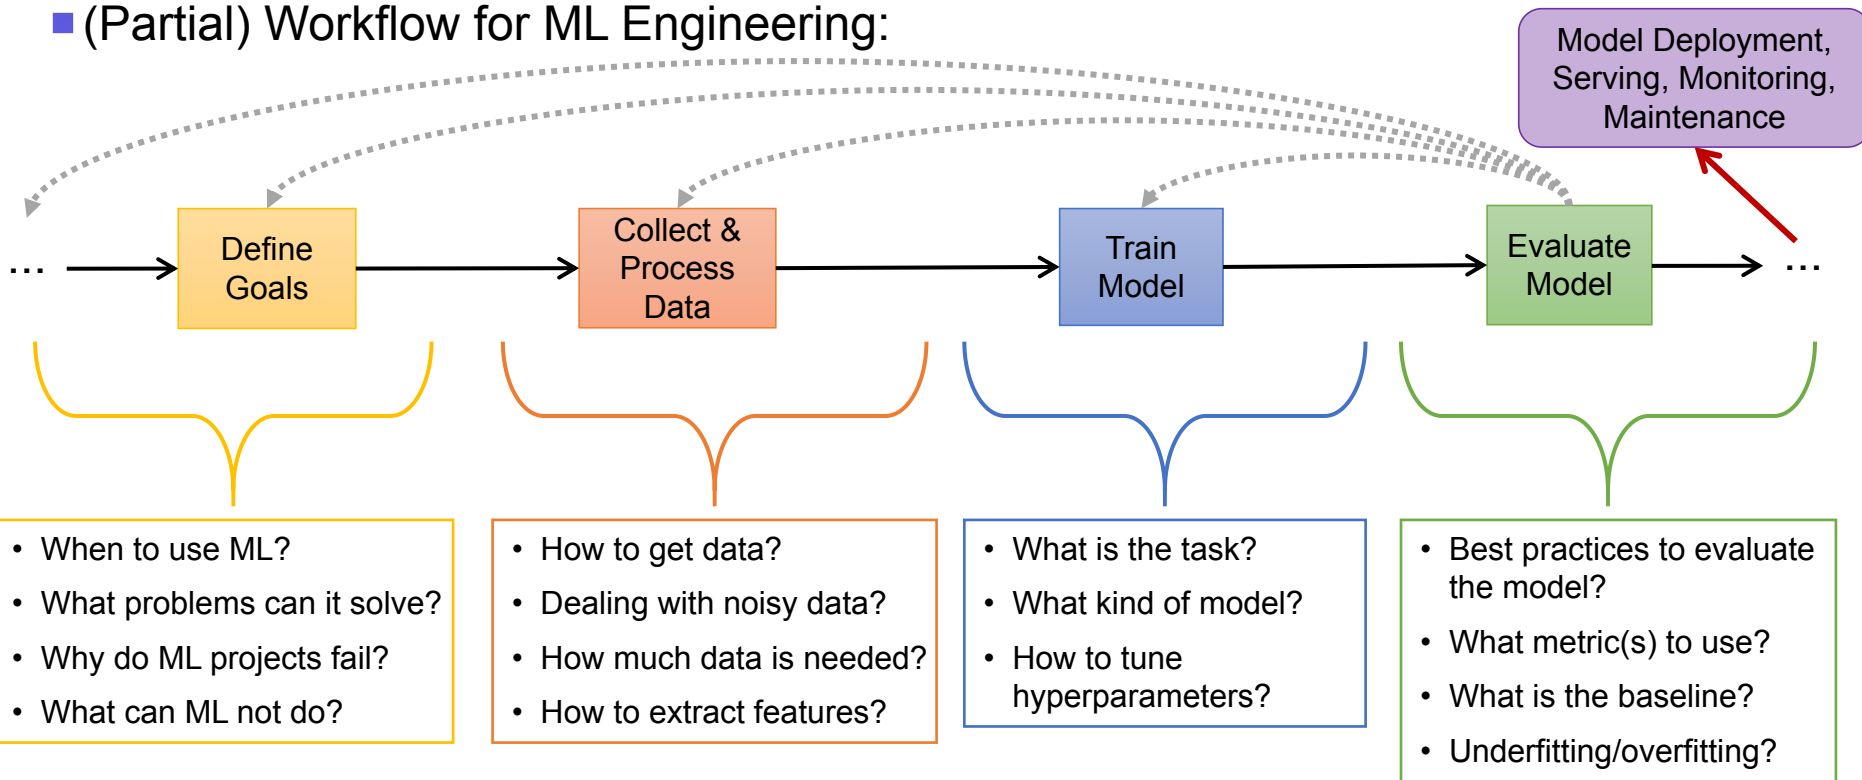 (Partial) Workflow for ML Engineering:
Model Deployment,
Serving, Monitoring,
Maintenance
...
Define
Goals
Collect &
Process
Data
Train
Model
Evaluate
Model
...
• When to use ML?
• What problems can it solve?
• Why do ML projects fail?
• What can ML not do?
• How to get data?
• Dealing with noisy data?
• How much data is needed?
• How to extract features?
• What is the task?
• What kind of model?
• How to tune
hyperparameters?
• Best practices to evaluate
the model?
• What metric(s) to use?
• What is the baseline?
• Underfitting/overfitting?